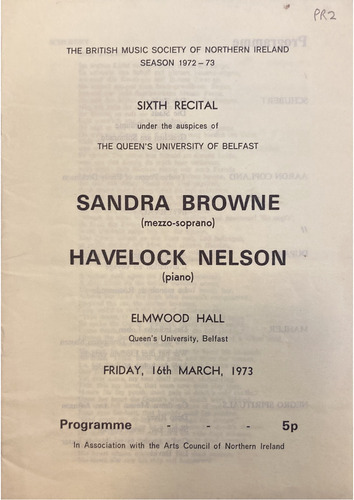 PR2
THE BRITISH MUSIC SOCIETY OF NORTHERN IRELAND
SEASON 1972-73
SIXTH RECITAL
under the auspices of
THE QUEEN'S UNIVERSITY OF BELFAST
SANDRA BROWNE
(mezzo-soprano)
HAVELOCK NELSON
(piano)
ELMWOOD HALL
Queen's University, Belfast
FRIDAY, 16th MARCH, 1973
Programme - - - 5p
In Association with the Arts Council of Northern Ireland